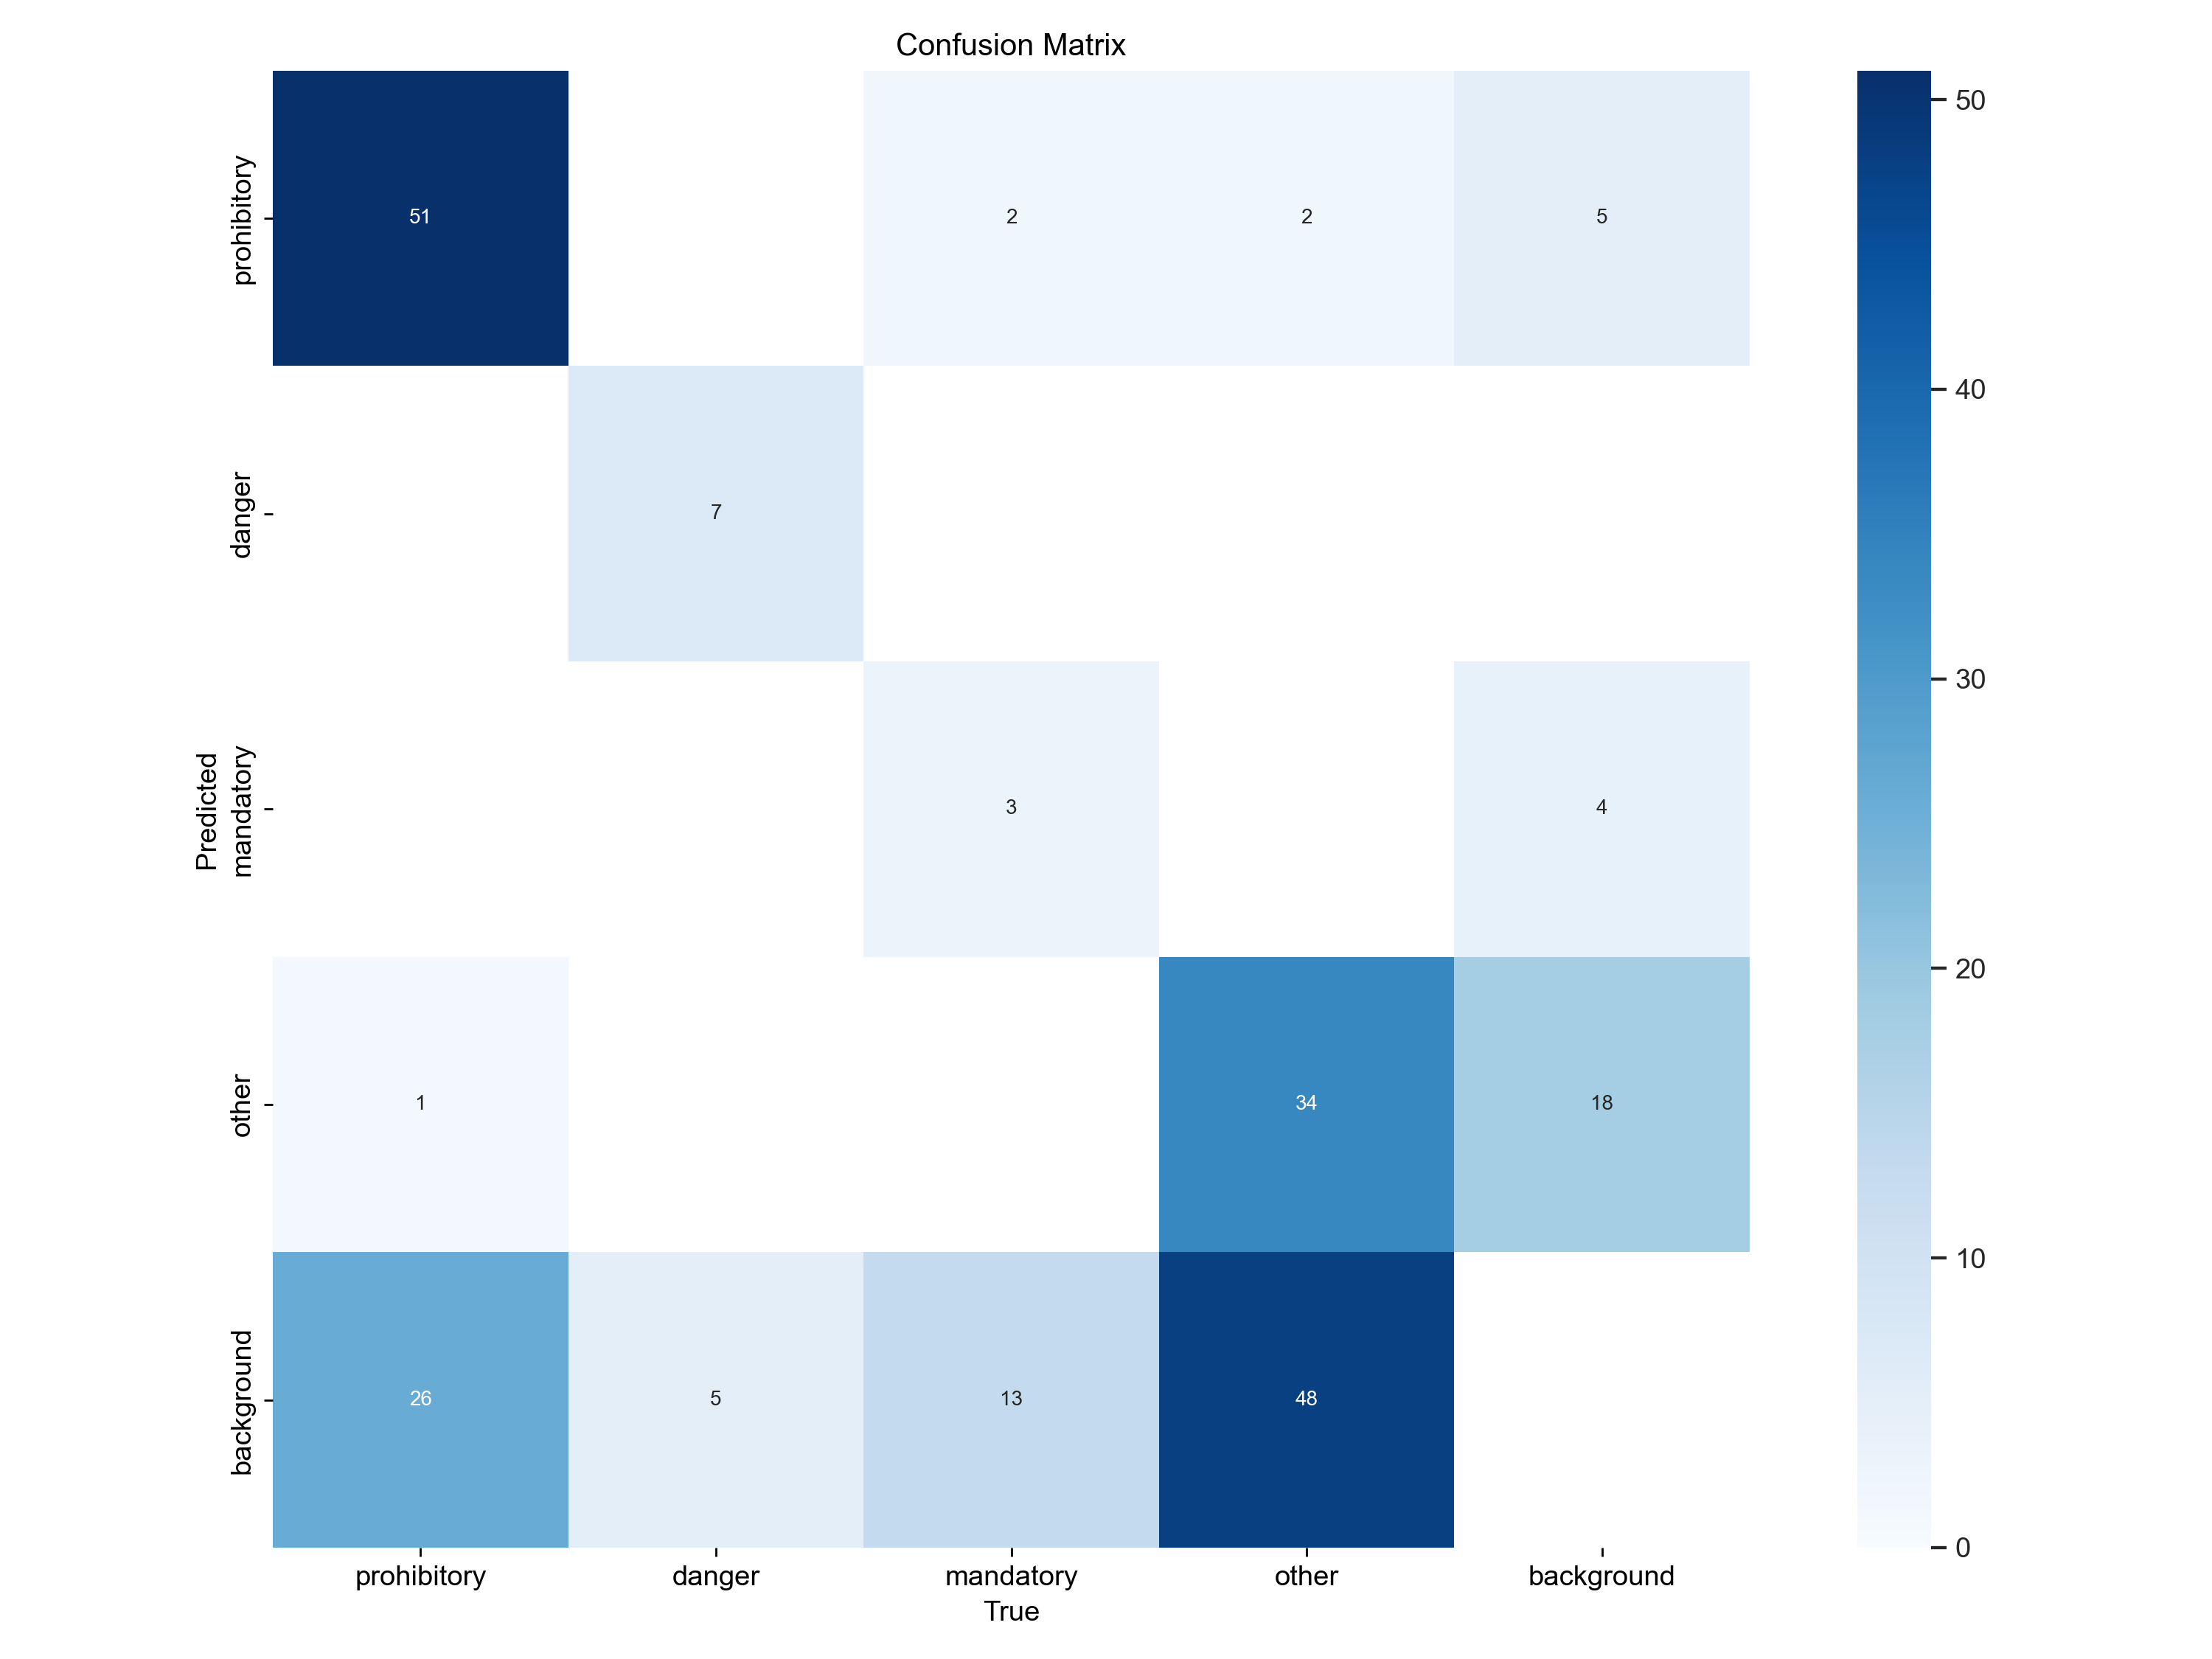 Confusion Matrix
prohibitory
51
2
2
5
danger
7
Predicted
mandatory
3
4
other
1
34
18
background
26
5
13
48
prohibitory
danger
mandatory
other
background
True
50
40
30
20
10
0